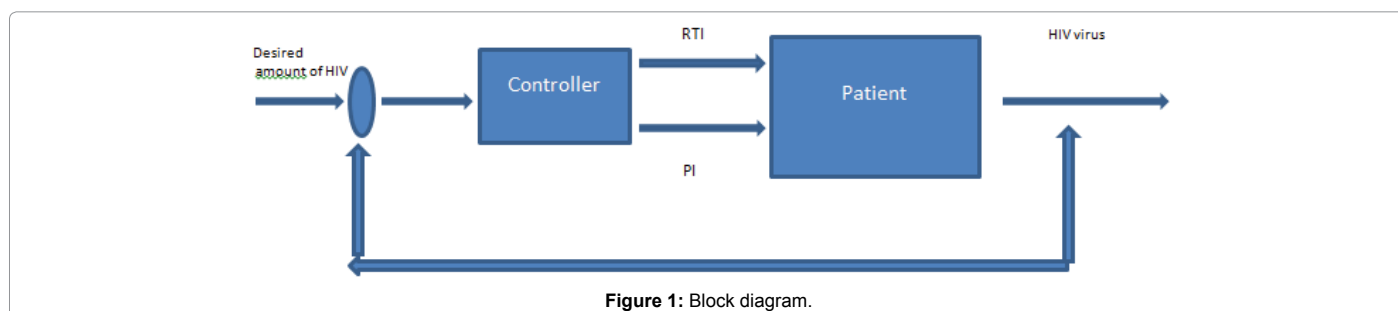 Desired
amount of HIV
Controller
RTI
PI
Patient
HIV virus
Figure 1: Block diagram.